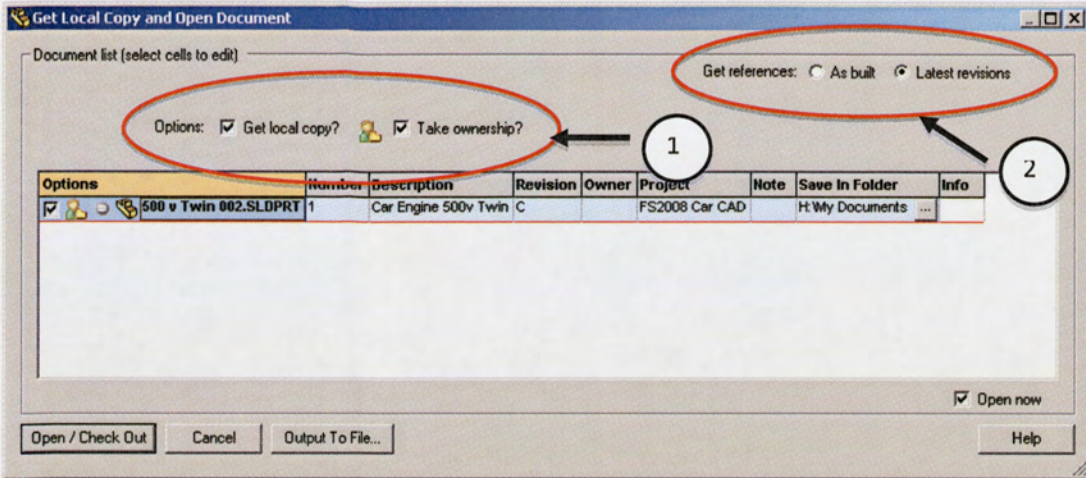 Get Local Copy and Open Document
Document list (select cells to edit)
Get references: As built Latest revisions
Options: Get local copy? Take ownership?
1
2
Options Number Description Revision Owner Project Note Save In Folder Info
500 v Twin 002.SLDPRT 1 Car Engine 500v Twin C FS2008 Car CAD H:\My Documents ...
Open now
Open / Check Out Cancel Output To File... Help